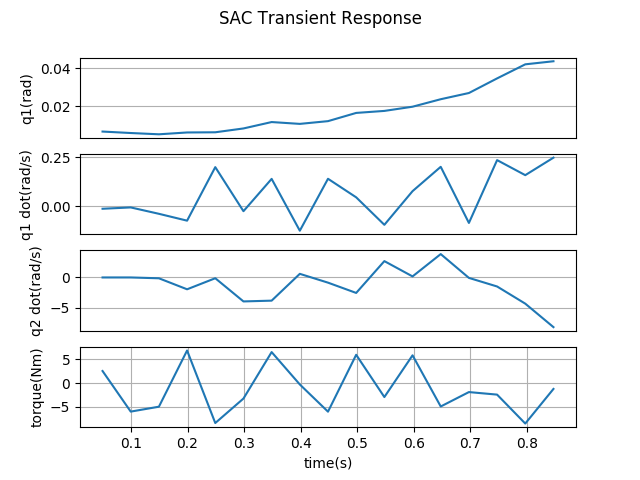 SAC Transient Response
q1(rad)
0.04
0.02
q1 dot(rad/s)
0.25
0.00
q2 dot(rad/s)
0
−5
torque(Nm)
5
0
−5
0.1 0.2 0.3 0.4 0.5 0.6 0.7 0.8
time(s)